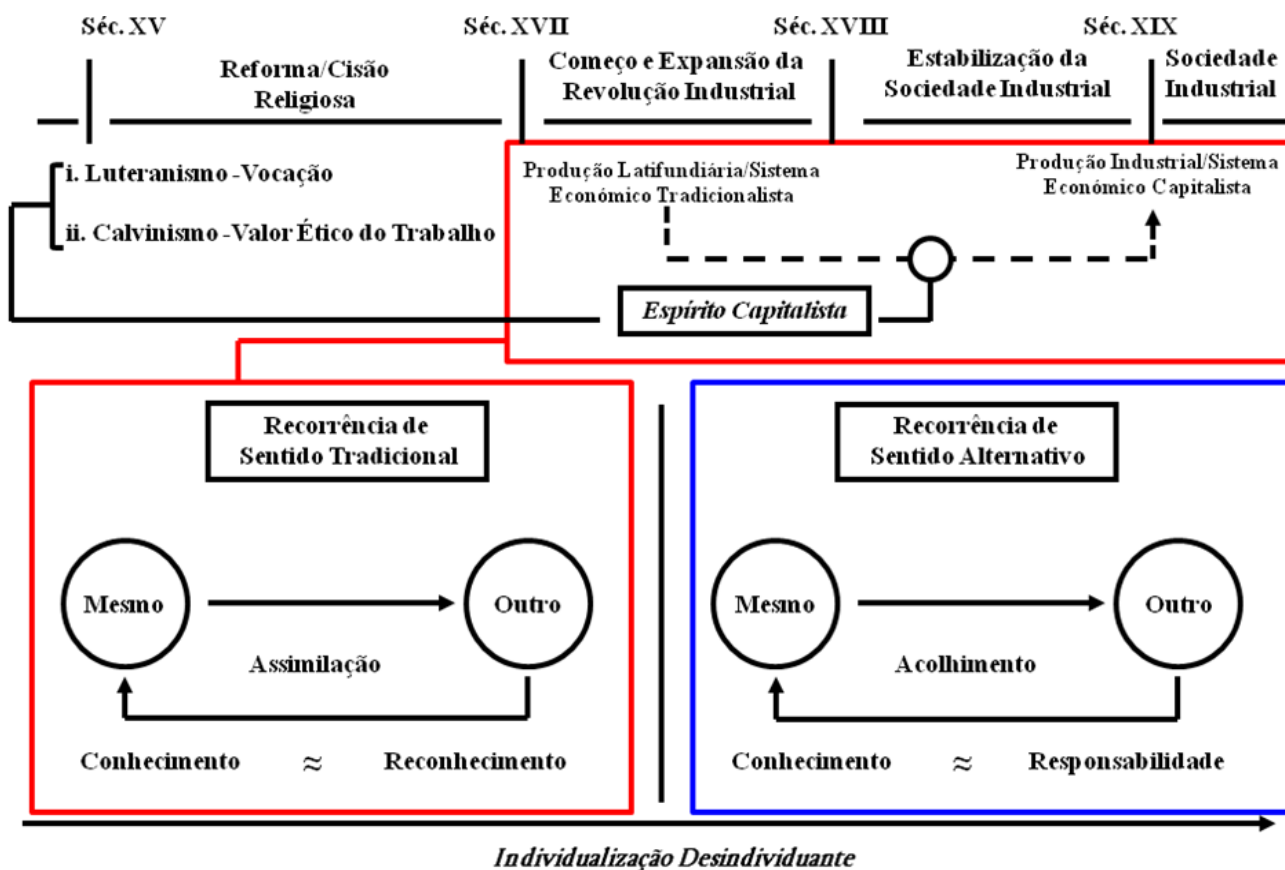 Séc. XV
Séc. XVII
Séc. XVIII
Séc. XIX
Reforma/Cisão
Religiosa
Começo e Expansão da
Revolução Industrial
Estabilização da
Sociedade Industrial
Sociedade
Industrial
i. Luteranismo -Vocação
ii. Calvinismo -Valor Ético do Trabalho
Produção Latifundiária/Sistema
Económico Tradicionalista
Produção Industrial/Sistema
Económico Capitalista
Espírito Capitalista
Recorrência de
Sentido Tradicional
Mesmo
Outro
Assimilação
Conhecimento ≈ Reconhecimento
Recorrência de
Sentido Alternativo
Mesmo
Outro
Acolhimento
Conhecimento ≈ Responsabilidade
Individualização Desindividuante